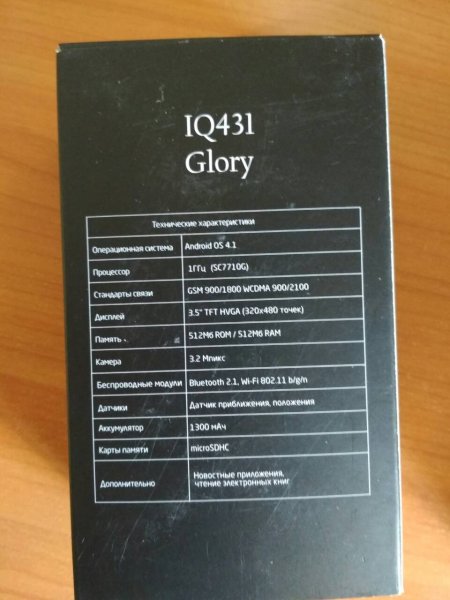 IQ431
Glory
Технические характеристики
Операционная система Android OS 4.1
Процессор 1ГГц (SC7710G)
Стандарты связи GSM 900/1800 WCDMA 900/2100
Дисплей 3.5" TFT HVGA (320x480 точек)
Память 512Мб ROM / 512Мб RAM
Камера 3.2 Мпикс
Беспроводные модули Bluetooth 2.1, Wi-Fi 802.11 b/g/n
Датчики Датчик приближения, положения
Аккумулятор 1300 мАч
Карты памяти microSDHC
Дополнительно Новостные приложения,
чтение электронных книг